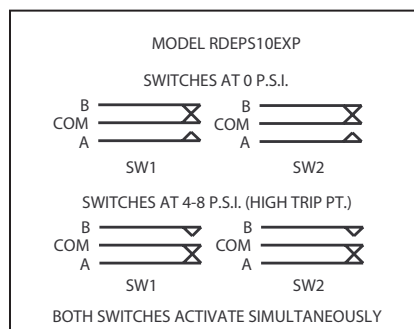 MODEL RDEPS10EXP
SWITCHES AT 0 P.S.I.
B B
COM COM
A A
SW1 SW2
SWITCHES AT 4-8 P.S.I. (HIGH TRIP PT.)
B B
COM COM
A A
SW1 SW2
BOTH SWITCHES ACTIVATE SIMULTANEOUSLY